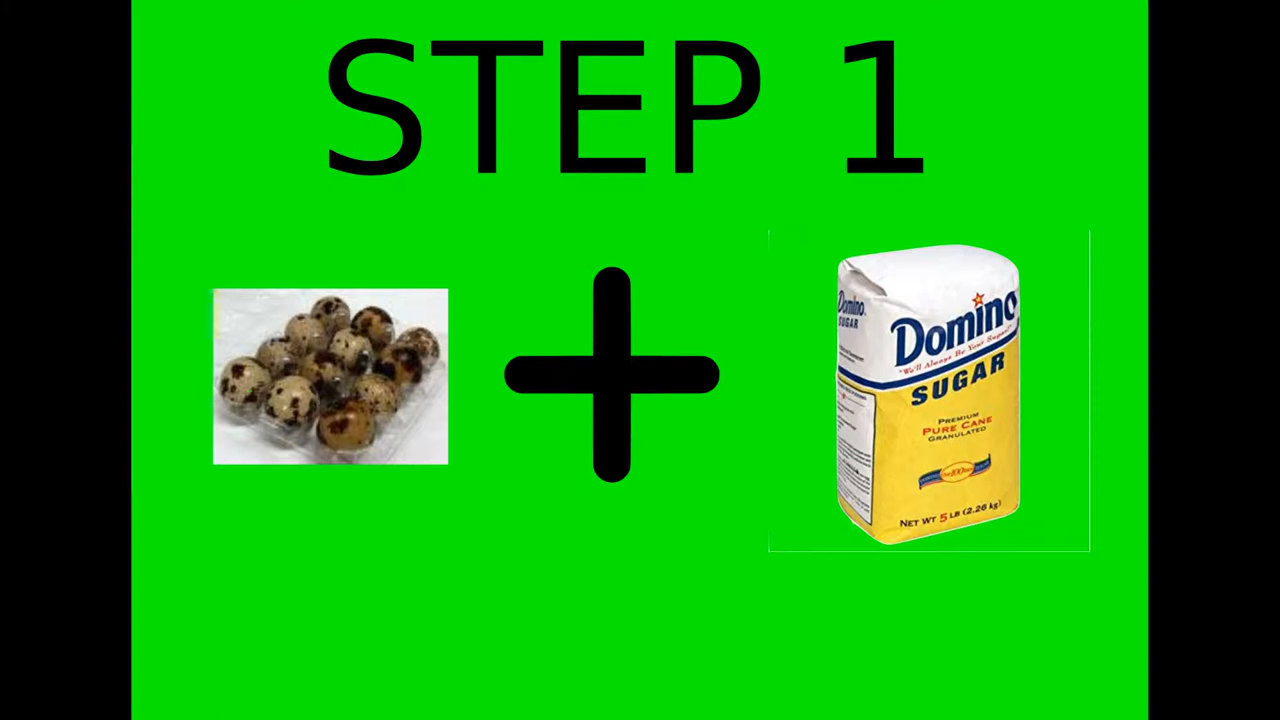 STEP 1
Domino
SUGAR
Domino
"We'll Always Be Your Sugar!"
SUGAR
PREMIUM
PURE CANE
GRANULATED
NET WT 5 LB (2.26 kg)